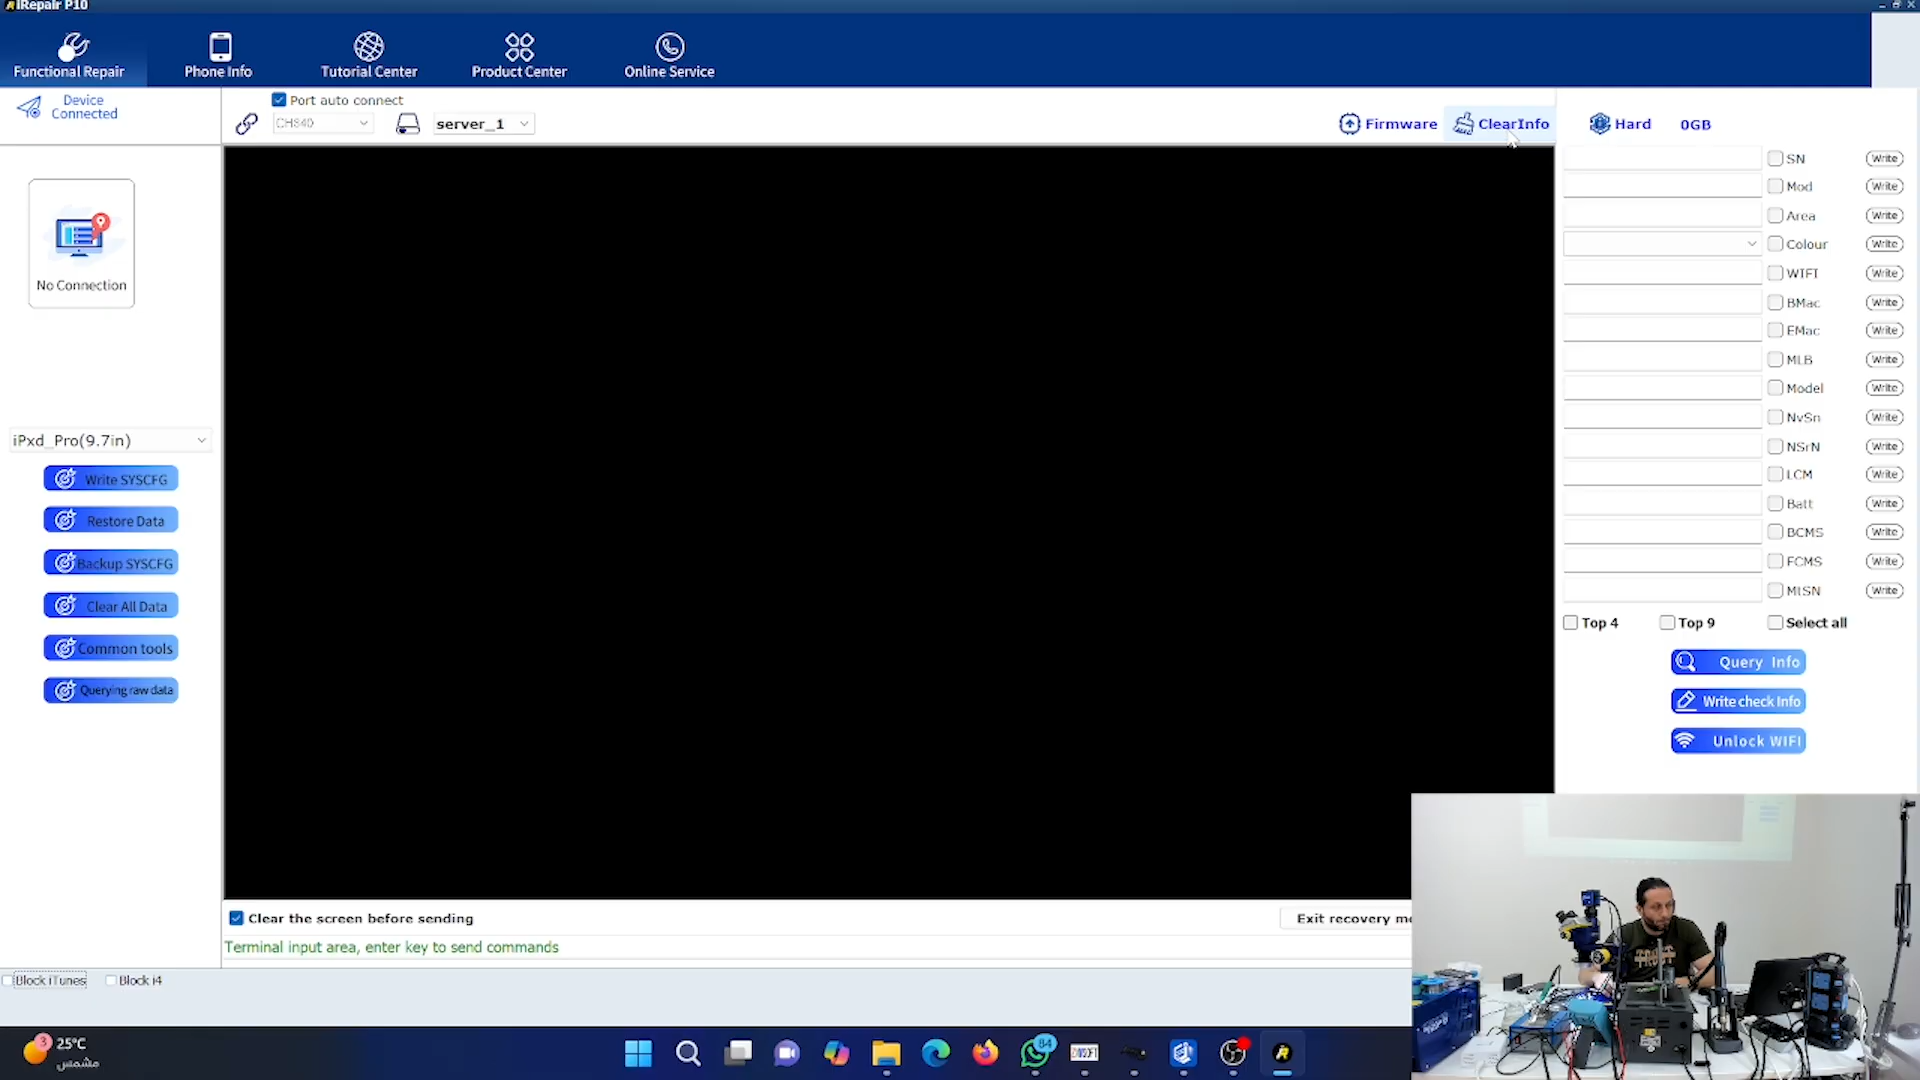 iRepair P10
Functional Repair
Phone Info
Tutorial Center
Product Center
Online Service
Device
Connected
Port auto connect
CH840
server_1
Firmware
ClearInfo
Hard
0GB
No Connection
iPxd_Pro(9.7in)
Write SYSCFG
Restore Data
Backup SYSCFG
Clear All Data
Common tools
Querying raw data
SN Write
Mod Write
Area Write
Colour Write
WIFI Write
BMac Write
EMac Write
MLB Write
Model Write
NvSn Write
NSrN Write
LCM Write
Batt Write
BCMS Write
FCMS Write
MtSN Write
Top 4 Top 9 Select all
Query Info
Write check Info
Unlock WIFI
Clear the screen before sending
Exit recovery mo
Terminal input area, enter key to send commands
Block iTunes Block i4
3
25°C
مشمس
84
TRUST